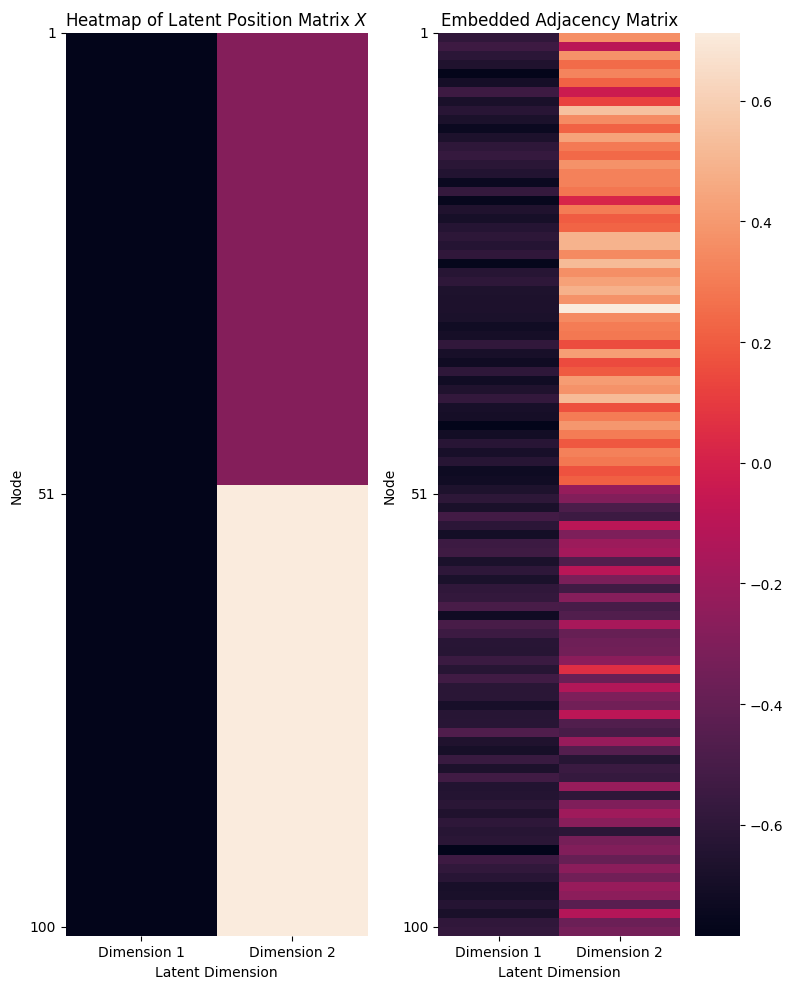 Heatmap of Latent Position Matrix X
1
51
100
Node
Dimension 1 Dimension 2
Latent Dimension
Embedded Adjacency Matrix
1
51
100
Node
Dimension 1 Dimension 2
Latent Dimension
0.6
0.4
0.2
0.0
−0.2
−0.4
−0.6